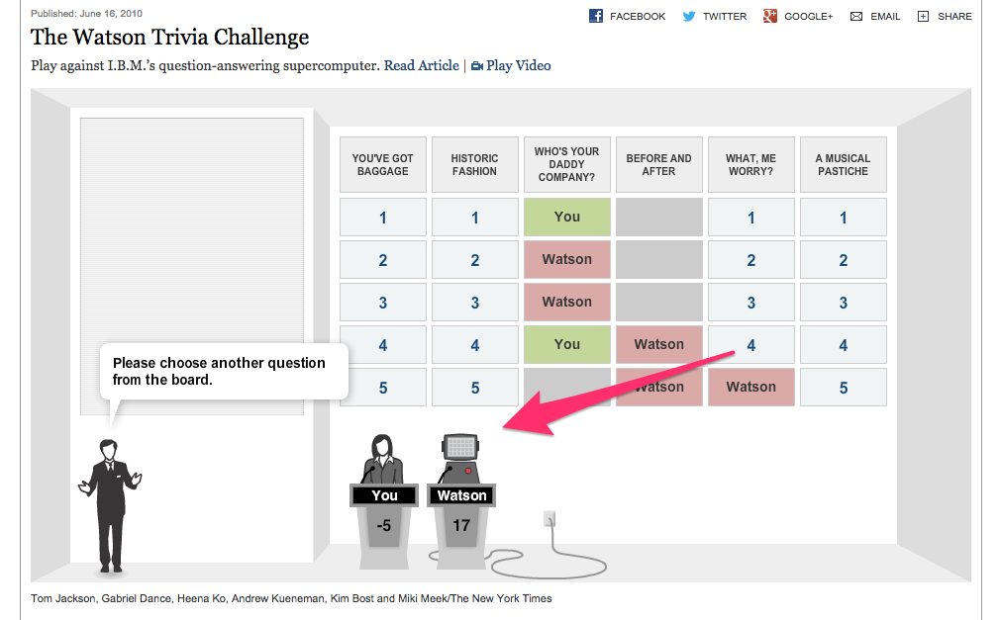 Published: June 16, 2010
FACEBOOK TWITTER GOOGLE+ EMAIL SHARE
The Watson Trivia Challenge
Play against I.B.M.'s question-answering supercomputer. Read Article | Play Video
YOU'VE GOT BAGGAGE
HISTORIC FASHION
WHO'S YOUR DADDY COMPANY?
BEFORE AND AFTER
WHAT, ME WORRY?
A MUSICAL PASTICHE
1 1 You 1 1
2 2 Watson 2 2
3 3 Watson 3 3
4 4 You Watson 4 4
5 5 Watson Watson 5
Please choose another question
from the board.
You Watson
-5 17
Tom Jackson, Gabriel Dance, Heena Ko, Andrew Kueneman, Kim Bost and Miki Meek/The New York Times